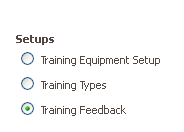 Setups
Training Equipment Setup
Training Types
Training Feedback